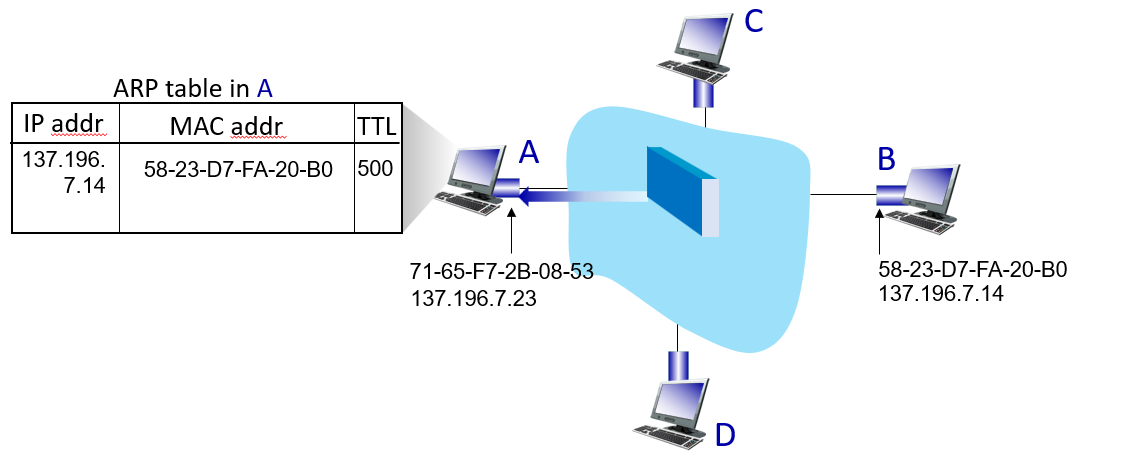 C
ARP table in A
IP addr MAC addr TTL
137.196.
7.14
58-23-D7-FA-20-B0 500
A
B
71-65-F7-2B-08-53
137.196.7.23
58-23-D7-FA-20-B0
137.196.7.14
D